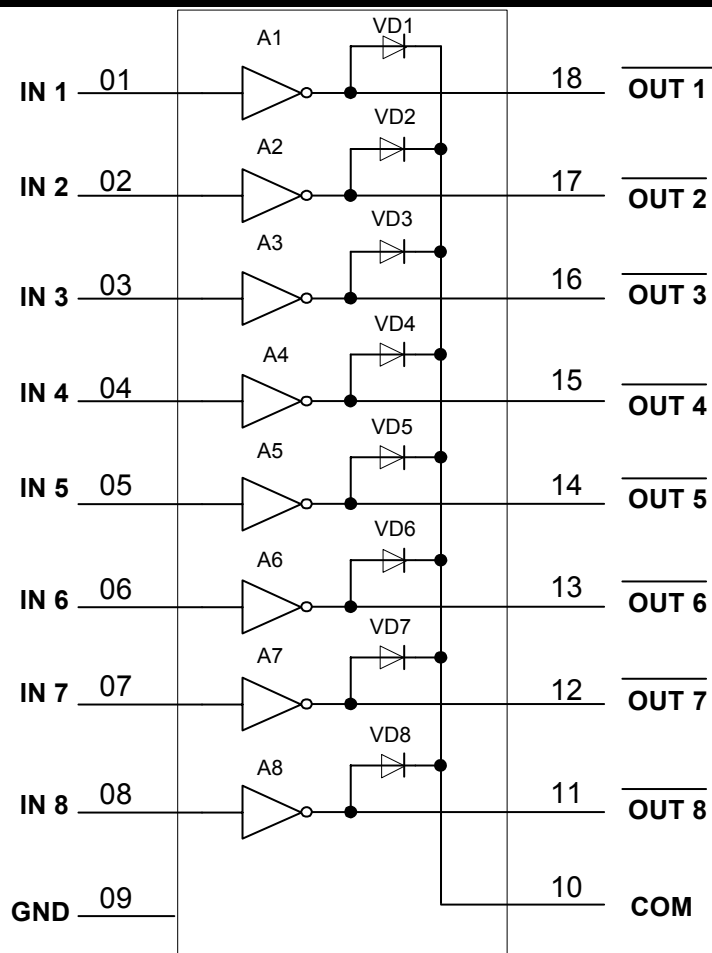 VD1
A1
IN 1 01 18 OUT 1
VD2
A2
IN 2 02 17 OUT 2
VD3
A3
IN 3 03 16 OUT 3
VD4
A4
IN 4 04 15 OUT 4
VD5
A5
IN 5 05 14 OUT 5
VD6
A6
IN 6 06 13 OUT 6
VD7
A7
IN 7 07 12 OUT 7
VD8
A8
IN 8 08 11 OUT 8
GND 09 10 COM